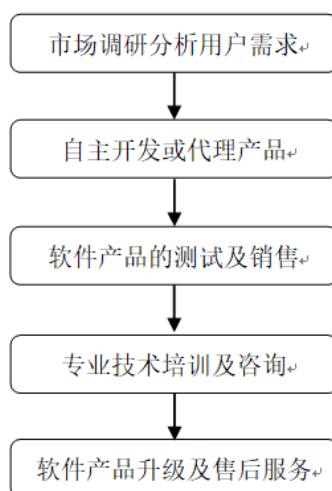 市场调研分析用户需求
自主开发或代理产品
软件产品的测试及销售
专业技术培训及咨询
软件产品升级及售后服务